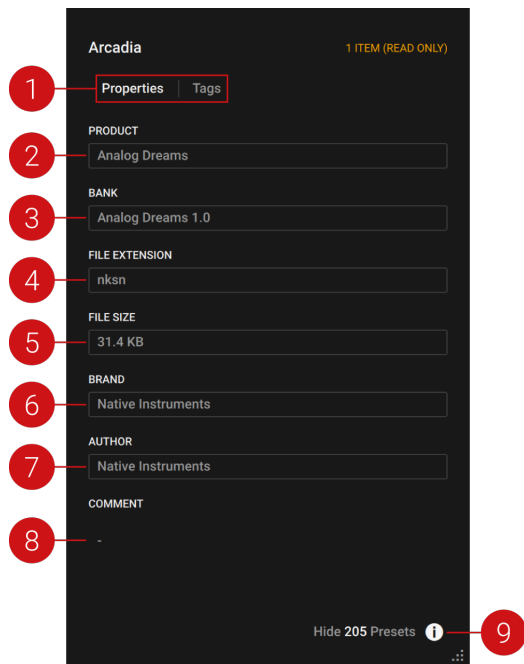 Arcadia
1 ITEM (READ ONLY)
1
Properties
Tags
PRODUCT
2
Analog Dreams
BANK
3
Analog Dreams 1.0
FILE EXTENSION
4
nksn
FILE SIZE
5
31.4 KB
BRAND
6
Native Instruments
AUTHOR
7
Native Instruments
COMMENT
8
-
Hide 205 Presets
i
9